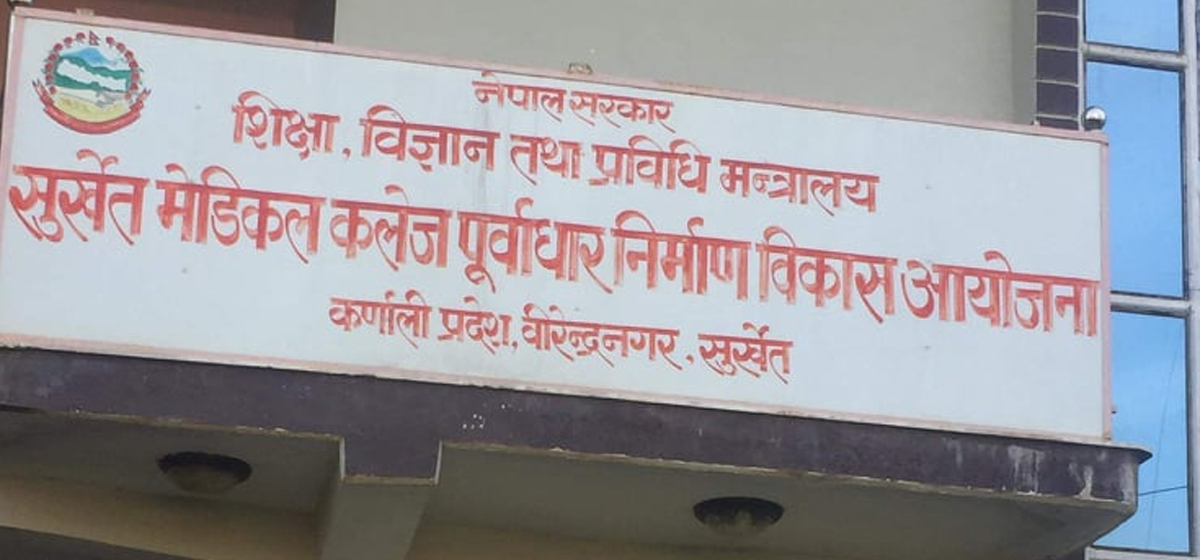 नेपाल सरकार
शिक्षा, विज्ञान तथा प्रविधि मन्त्रालय
सुर्खेत मेडिकल कलेज पूर्वाधार निर्माण विकास आयोजना
कर्णाली प्रदेश, वीरेन्द्रनगर, सुर्खेत